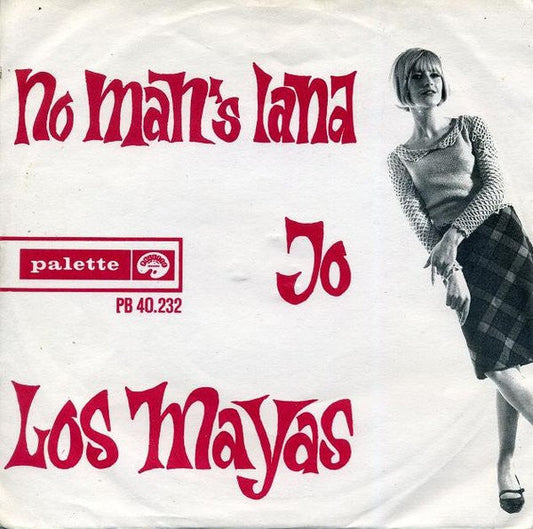 no man's land
Jo
palette
PB 40.232
Los Mayas